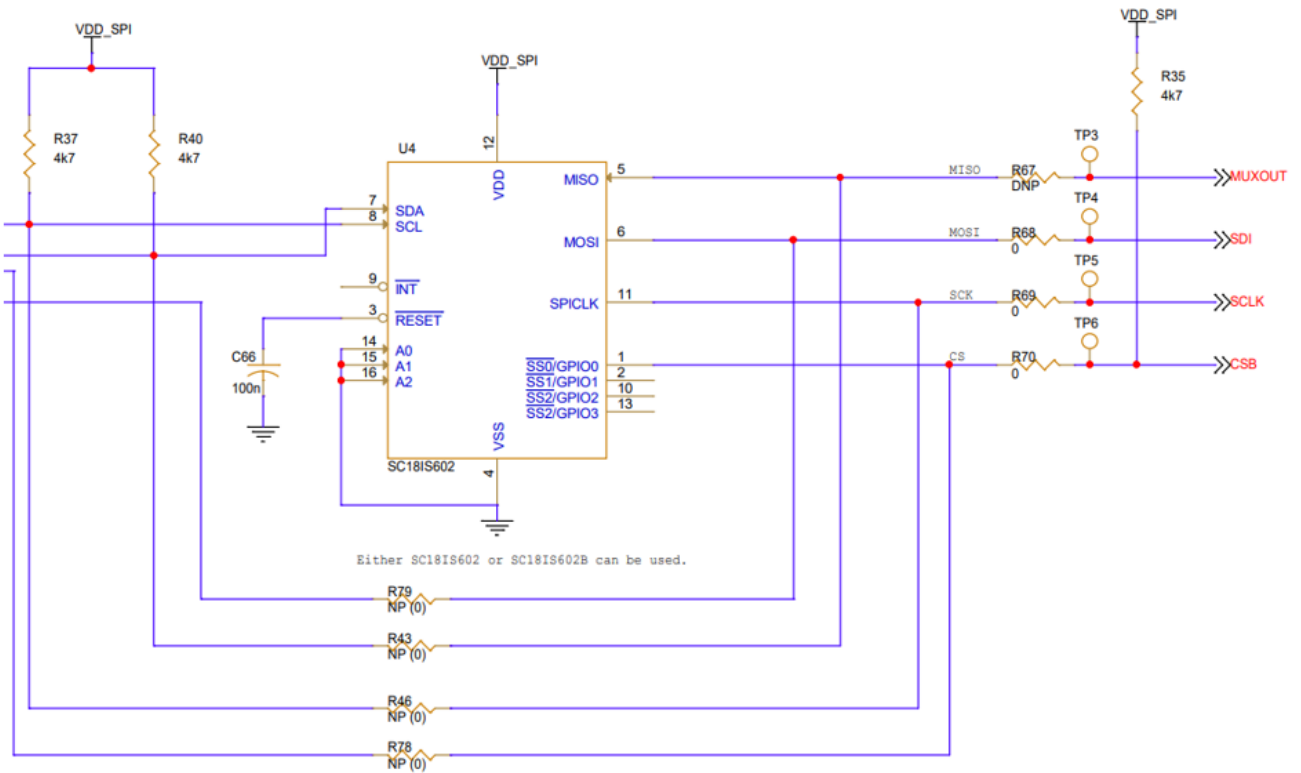 VDD_SPI
VDD_SPI
VDD_SPI
R37
4k7
R40
4k7
R35
4k7
U4
12
VDD
7
SDA
8
SCL
9
INT
3
RESET
14
A0
15
A1
16
A2
C66
100n
MISO
5
MOSI
6
SPICLK
11
SS0/GPIO0
1
SS1/GPIO1
2
SS2/GPIO2
10
SS2/GPIO3
13
VSS
4
SC18IS602
MISO
R67
DNP
TP3
MUXOUT
MOSI
R68
0
TP4
SDI
SCK
R69
0
TP5
SCLK
CS
R70
0
TP6
CSB
Either SC18IS602 or SC18IS602B can be used.
R79
NP (0)
R43
NP (0)
R46
NP (0)
R78
NP (0)